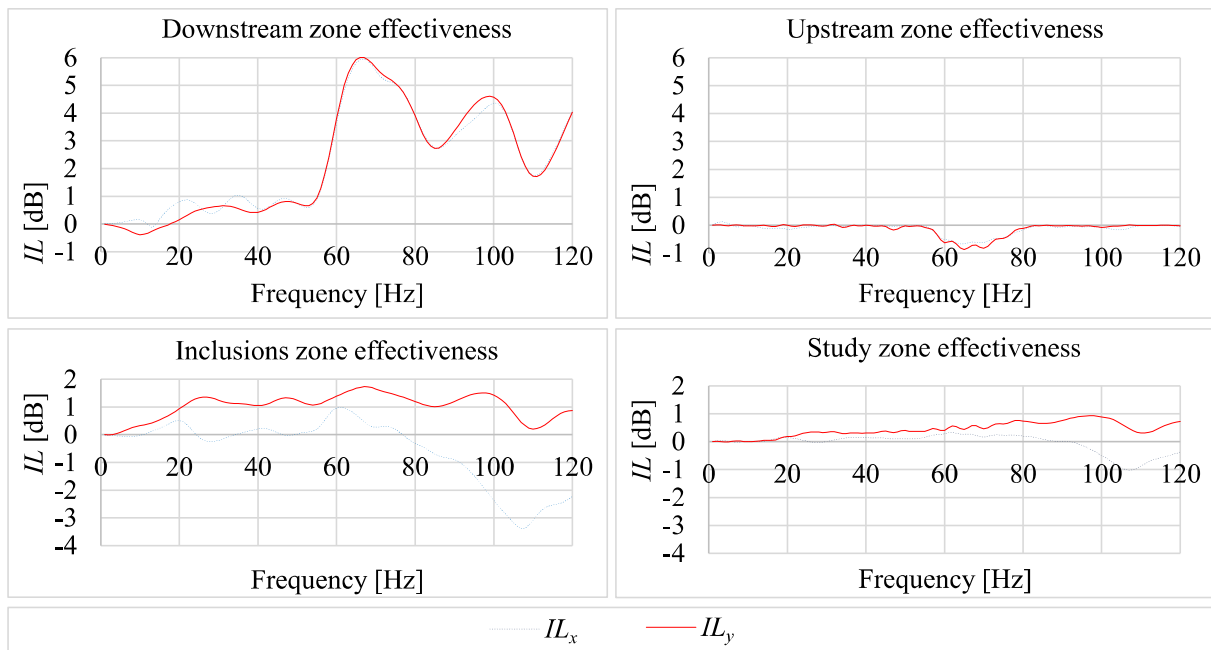 Downstream zone effectiveness
6
5
4
3
2
1
0
-1
IL [dB]
0 20 40 60 80 100 120
Frequency [Hz]
Upstream zone effectiveness
6
5
4
3
2
1
0
-1
IL [dB]
0 20 40 60 80 100 120
Frequency [Hz]
Inclusions zone effectiveness
2
1
0
-1
-2
-3
-4
IL [dB]
0 20 40 60 80 100 120
Frequency [Hz]
Study zone effectiveness
2
1
0
-1
-2
-3
-4
IL [dB]
0 20 40 60 80 100 120
Frequency [Hz]
ILx ILy